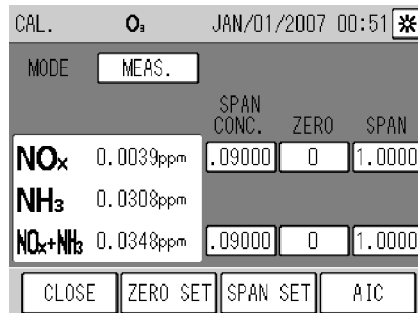 CAL. O₃ JAN/01/2007 00:51
MODE MEAS.
SPAN CONC. ZERO SPAN
NOx 0.0039ppm .09000 0 1.0000
NH₃ 0.0308ppm
NOx+NH₃ 0.0348ppm .09000 0 1.0000
CLOSE ZERO SET SPAN SET AIC